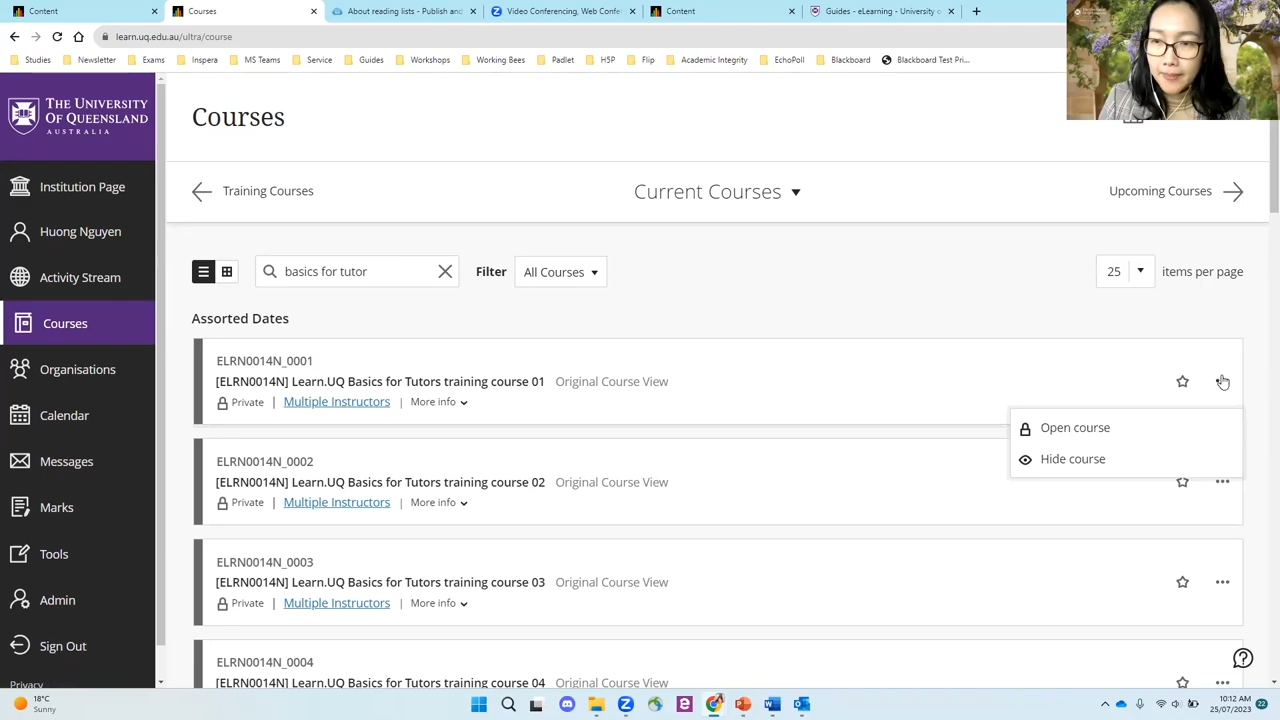 Content
Courses
About reading lists - Publish and
Video Conferencing, Web Confer
Content
Guides - eLearning - University o
learn.uq.edu.au/ultra/course
Studies
Newsletter
Exams
Inspera
MS Teams
Service
Guides
Workshops
Working Bees
Padlet
H5P
Flip
Academic Integrity
EchoPoll
Blackboard
Blackboard Test Pri...
THE UNIVERSITY
OF QUEENSLAND
AUSTRALIA
Institution Page
Huong Nguyen
Activity Stream
Courses
Organisations
Calendar
Messages
Marks
Tools
Admin
Sign Out
Privacy
Courses
Training Courses
Current Courses
Upcoming Courses
basics for tutor
Filter
All Courses
25
items per page
Assorted Dates
ELRN0014N_0001
[ELRN0014N] Learn.UQ Basics for Tutors training course 01 Original Course View
Private | Multiple Instructors | More info
Open course
Hide course
ELRN0014N_0002
[ELRN0014N] Learn.UQ Basics for Tutors training course 02 Original Course View
Private | Multiple Instructors | More info
ELRN0014N_0003
[ELRN0014N] Learn.UQ Basics for Tutors training course 03 Original Course View
Private | Multiple Instructors | More info
ELRN0014N_0004
[ELRN0014N] Learn.UQ Basics for Tutors training course 04 Original Course View
18°C
Sunny
10:12 AM
25/07/2023
22